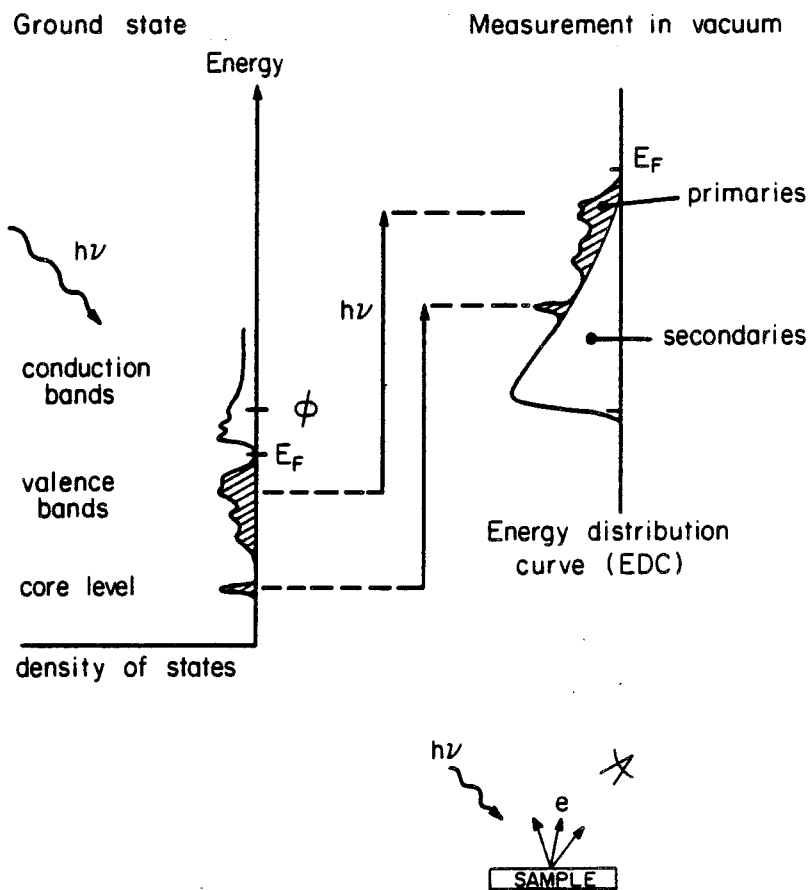 Ground state
Measurement in vacuum
Energy
E_F
primaries
hν
hν
secondaries
conduction
bands
ϕ
E_F
valence
bands
Energy distribution
curve (EDC)
core level
density of states
hν
e
SAMPLE